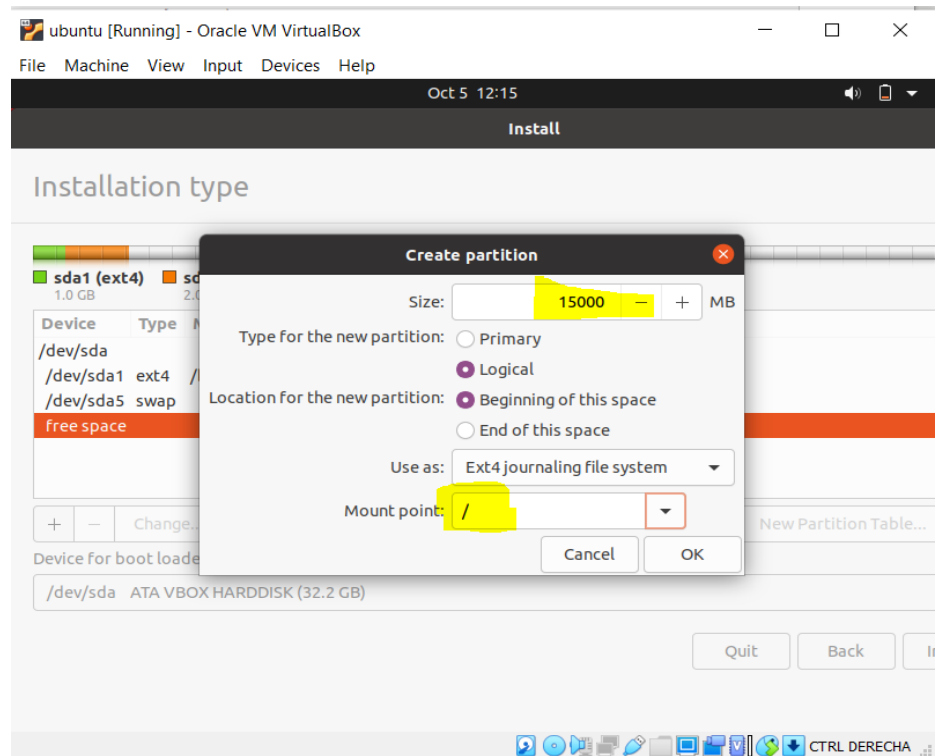 ubuntu [Running] - Oracle VM VirtualBox
File Machine View Input Devices Help
Oct 5 12:15
Install
Installation type
Create partition
sda1 (ext4)
1.0 GB
Size: 15000 − + MB
Device Type
Type for the new partition: Primary
/dev/sda
Logical
/dev/sda1 ext4
Location for the new partition: Beginning of this space
/dev/sda5 swap
free space
End of this space
Use as: Ext4 journaling file system
Mount point: /
+ − Change... New Partition Table...
Cancel OK
Device for boot loade
/dev/sda ATA VBOX HARDDISK (32.2 GB)
Quit Back
CTRL DERECHA